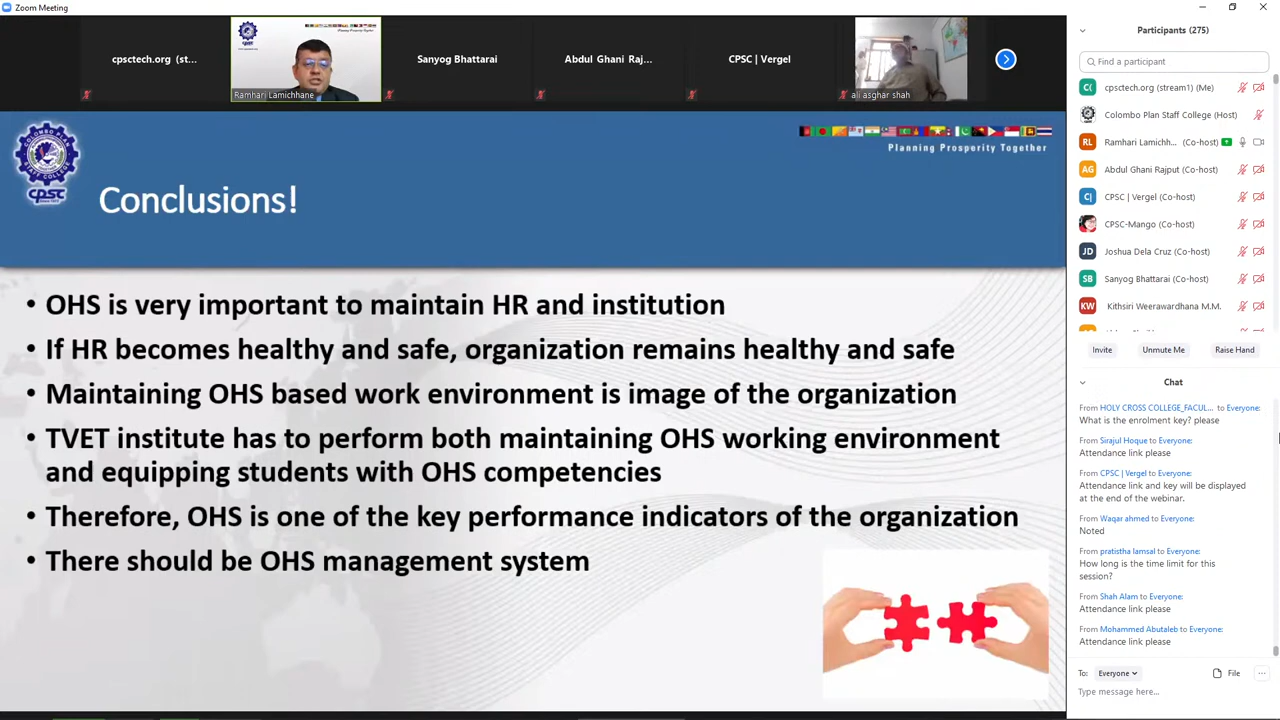 Zoom Meeting
cpsctech.org (st...
Ramhari Lamichhane
Sanyog Bhattarai
Abdul Ghani Raj...
CPSC | Vergel
ali asghar shah
Planning Prosperity Together
CPSC
Conclusions!
• OHS is very important to maintain HR and institution
• If HR becomes healthy and safe, organization remains healthy and safe
• Maintaining OHS based work environment is image of the organization
• TVET institute has to perform both maintaining OHS working environment
and equipping students with OHS competencies
• Therefore, OHS is one of the key performance indicators of the organization
• There should be OHS management system
Participants (275)
Find a participant
C( cpsctech.org (stream1) (Me)
Colombo Plan Staff College (Host)
RL Ramhari Lamichh... (Co-host)
AG Abdul Ghani Rajput (Co-host)
C| CPSC | Vergel (Co-host)
CPSC-Mango (Co-host)
JD Joshua Dela Cruz (Co-host)
SB Sanyog Bhattarai (Co-host)
KW Kithsiri Weerawardhana M.M.
Invite
Unmute Me
Raise Hand
Chat
From HOLY CROSS COLLEGE_FACUL... to Everyone:
What is the enrolment key? please
From Sirajul Hoque to Everyone:
Attendance link please
From CPSC | Vergel to Everyone:
Attendance link and key will be displayed
at the end of the webinar.
From Waqar ahmed to Everyone:
Noted
From pratistha lamsal to Everyone:
How long is the time limit for this
session?
From Shah Alam to Everyone:
Attendance link please
From Mohammed Abutaleb to Everyone:
Attendance link please
To: Everyone
File
Type message here...